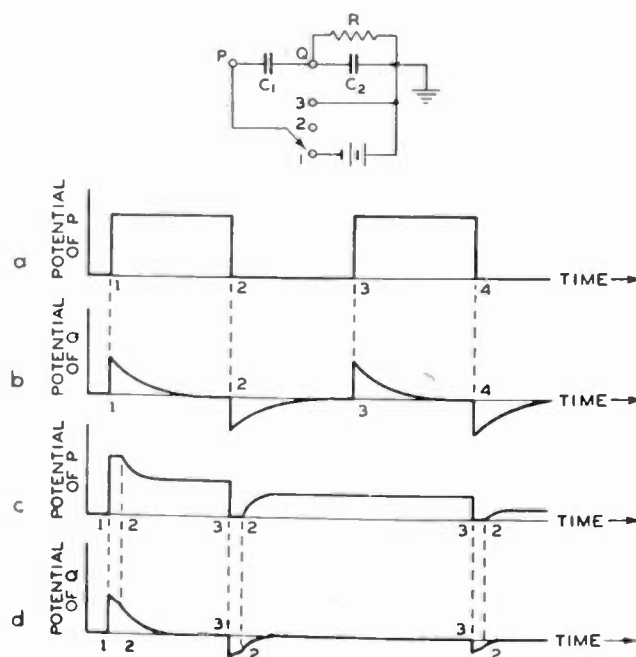 R
P
Q
C₁
C₂
3
2
1
a
POTENTIAL
OF P
1 2 3 4
TIME
b
POTENTIAL
OF Q
2 4
1 3
TIME
c
POTENTIAL
OF P
1 2 3 2 3 2
TIME
d
POTENTIAL
OF Q
3 3
1 2 2 2
TIME